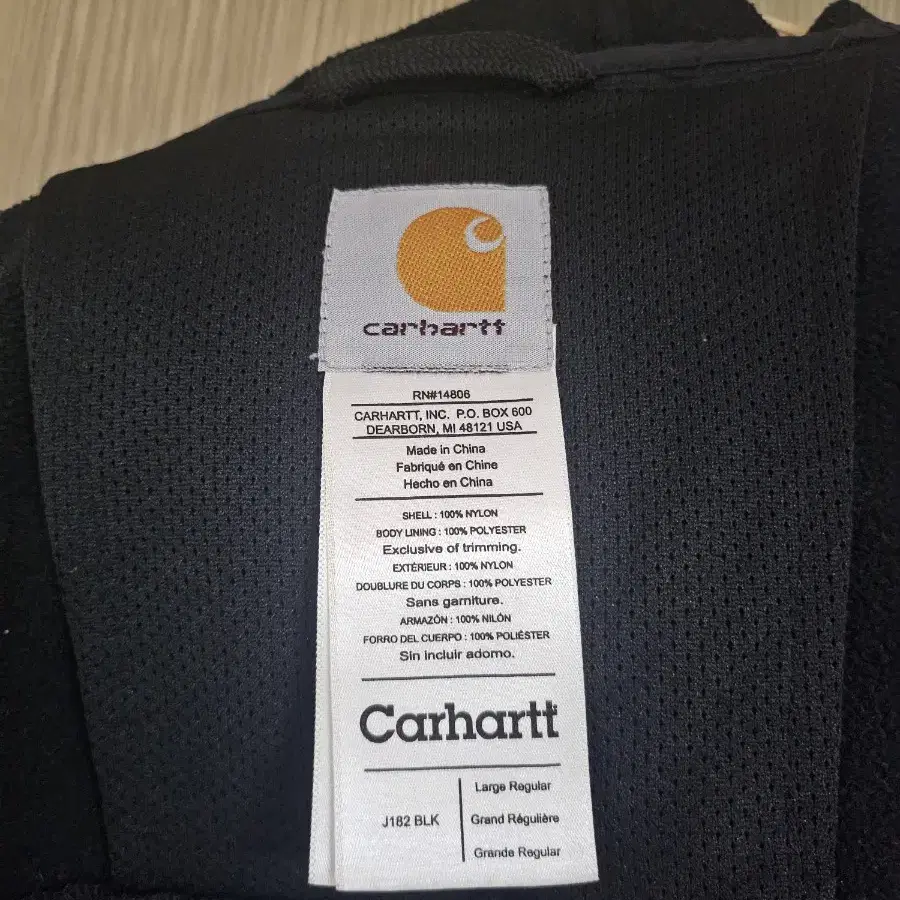 carhartt
RN#14806
CARHARTT, INC. P.O. BOX 600
DEARBORN, MI 48121 USA
Made in China
Fabriqué en Chine
Hecho en China
SHELL : 100% NYLON
BODY LINING : 100% POLYESTER
Exclusive of trimming.
EXTÉRIEUR : 100% NYLON
DOUBLURE DU CORPS : 100% POLYESTER
Sans garniture.
ARMAZÓN : 100% NILÓN
FORRO DEL CUERPO : 100% POLIÉSTER
Sin incluir adorno.
Carhartt
J182 BLK
Large Regular
Grand Régulière
Grande Regular